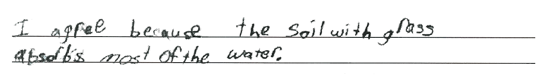 I agree because the soil with grass
absorbs most of the water.